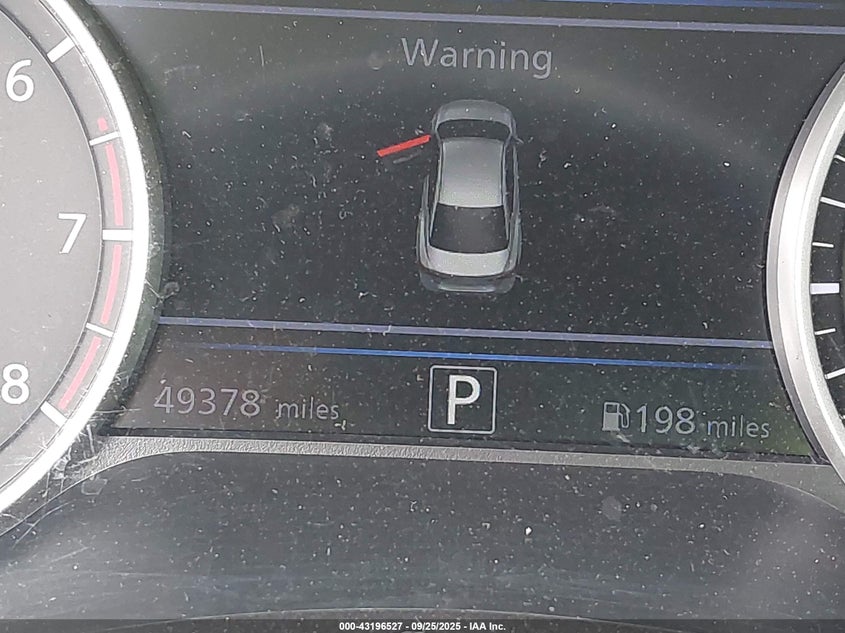 Warning
6
7
8
49378 miles
P
198 miles
000-43196527 - 09/25/2025 - IAA Inc.